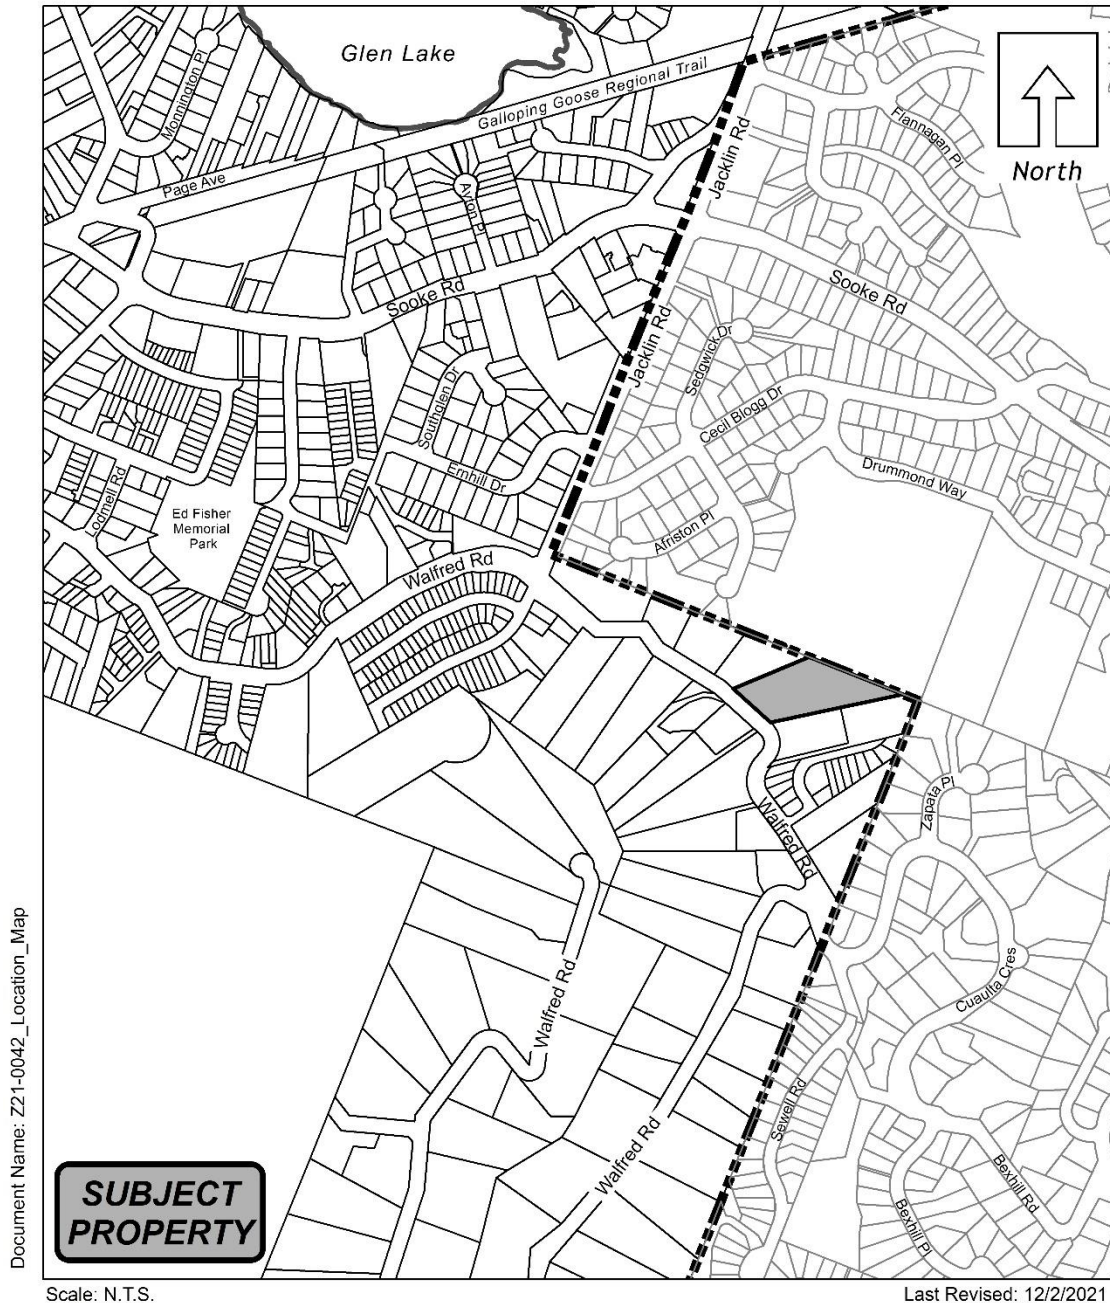 Glen Lake
Galloping Goose Regional Trail
Monnington Pl
Page Ave
Ayton Pl
Jacklin Rd
Flannagan Pl
North
Sooke Rd
Sooke Rd
Jacklin Rd
Sedgwick Dr
Cecil Blogg Dr
Southglen Dr
Ernhill Dr
Drummond Way
Lodmell Rd
Ed Fisher
Memorial
Park
Afriston Pl
Walfred Rd
Zapata Pl
Walfred Rd
Walfred Rd
Cuaulta Cres
Sewell Rd
Walfred Rd
Bexhill Rd
Bexhill Pl
SUBJECT
PROPERTY
Document Name: Z21-0042_Location_Map
Scale: N.T.S.
Last Revised: 12/2/2021